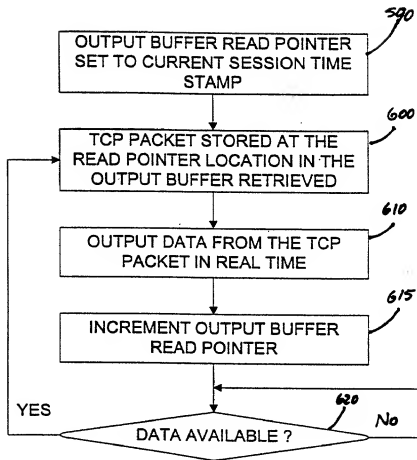 590
OUTPUT BUFFER READ POINTER
SET TO CURRENT SESSION TIME
STAMP
600
TCP PACKET STORED AT THE
READ POINTER LOCATION IN THE
OUTPUT BUFFER RETRIEVED
610
OUTPUT DATA FROM THE TCP
PACKET IN REAL TIME
615
INCREMENT OUTPUT BUFFER
READ POINTER
YES
620
No
DATA AVAILABLE ?